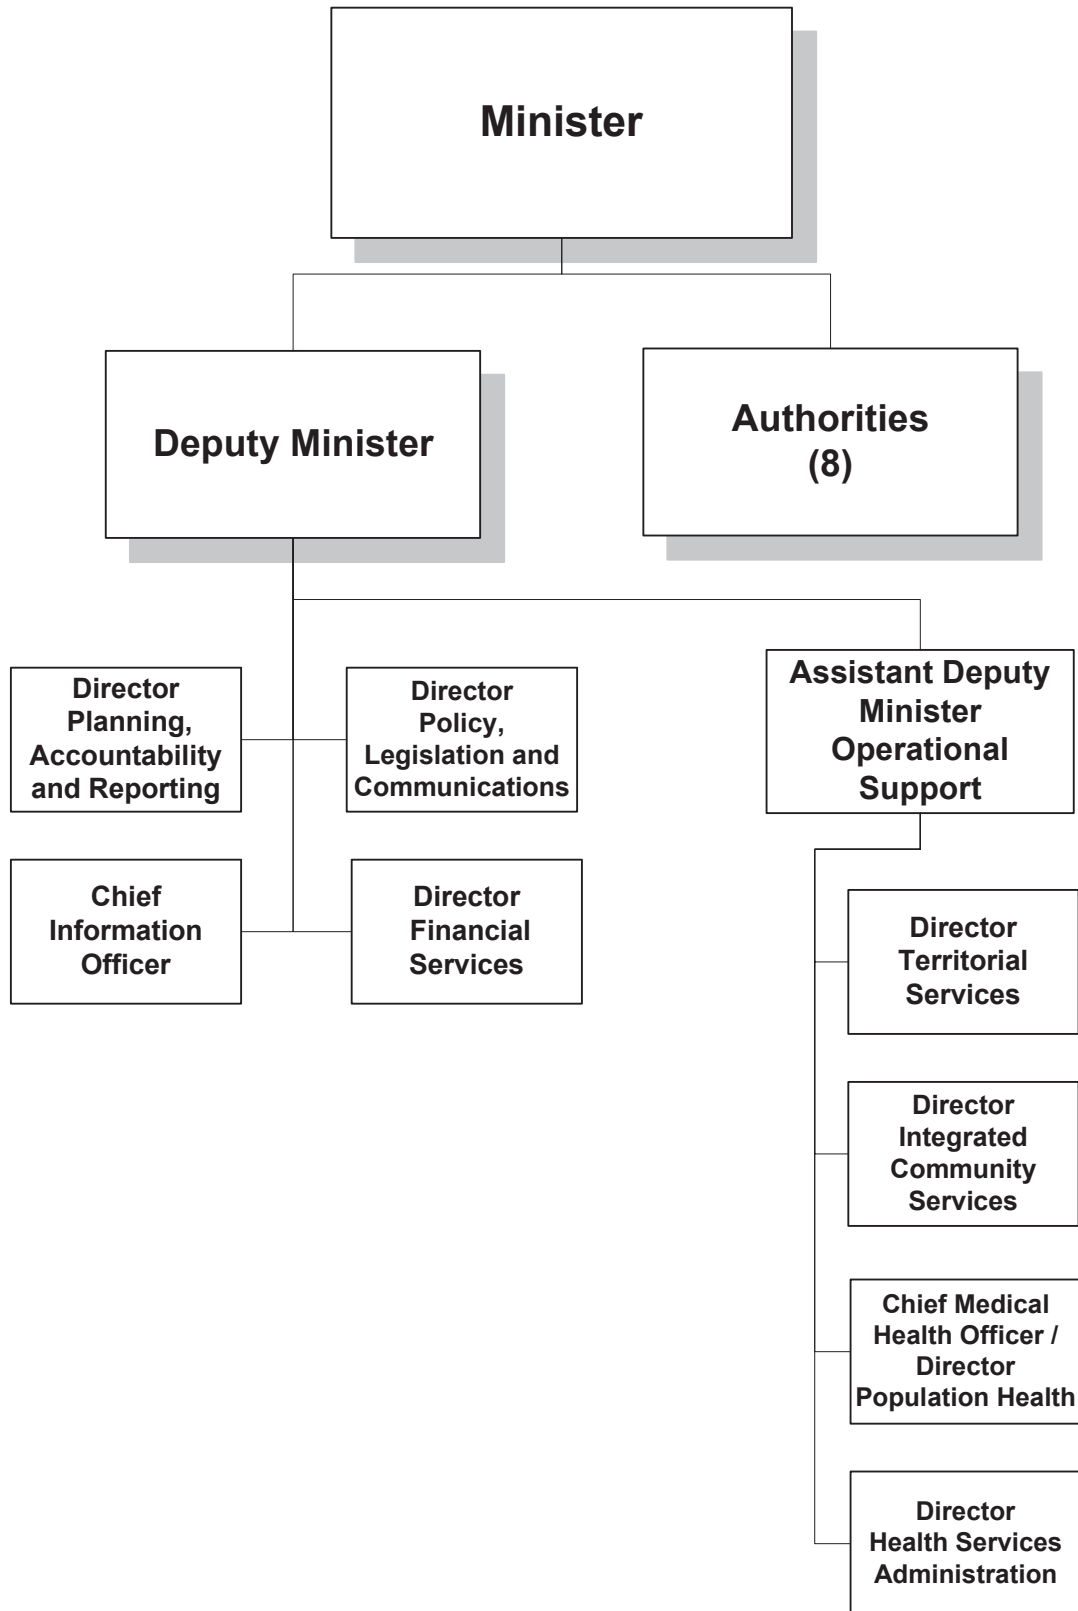 Minister
Deputy Minister
Authorities
(8)
Director
Planning,
Accountability
and Reporting
Director
Policy,
Legislation and
Communications
Assistant Deputy
Minister
Operational
Support
Chief
Information
Officer
Director
Financial
Services
Director
Territorial
Services
Director
Integrated
Community
Services
Chief Medical
Health Officer /
Director
Population Health
Director
Health Services
Administration